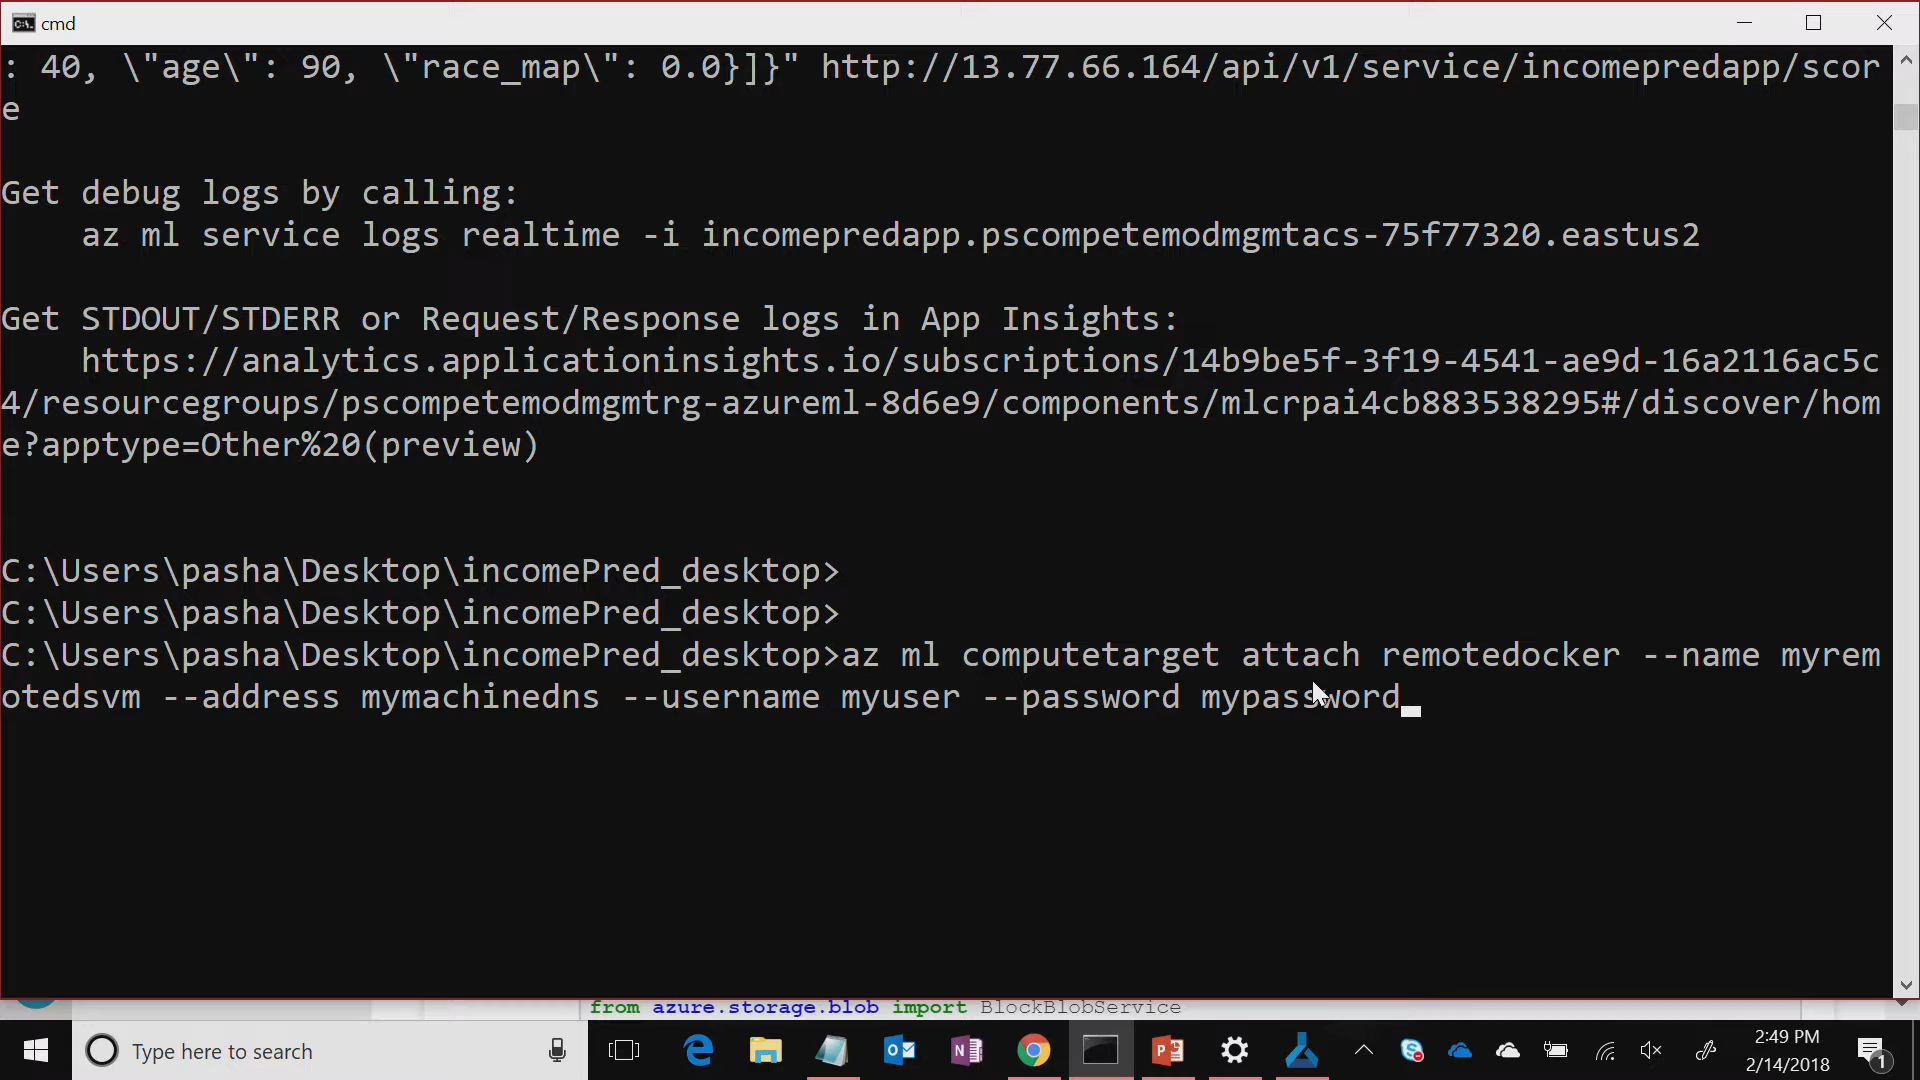 cmd
: 40, \"age\": 90, \"race_map\": 0.0}]}" http://13.77.66.164/api/v1/service/incomepredapp/scor
e
Get debug logs by calling:
az ml service logs realtime -i incomepredapp.pscompetemodmgmtacs-75f77320.eastus2
Get STDOUT/STDERR or Request/Response logs in App Insights:
https://analytics.applicationinsights.io/subscriptions/14b9be5f-3f19-4541-ae9d-16a2116ac5c
4/resourcegroups/pscompetemodmgmtrg-azureml-8d6e9/components/mlcrpai4cb883538295#/discover/hom
e?apptype=Other%20(preview)
C:\Users\pasha\Desktop\incomePred_desktop>
C:\Users\pasha\Desktop\incomePred_desktop>
C:\Users\pasha\Desktop\incomePred_desktop>az ml computetarget attach remotedocker --name myrem
otedsvm --address mymachinedns --username myuser --password mypassword
from azure.storage.blob import BlockBlobService
Type here to search
2:49 PM
2/14/2018
1